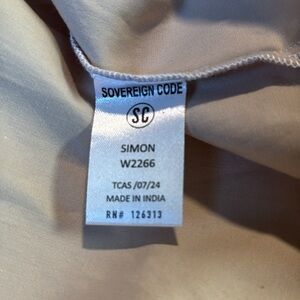 SOVEREIGN CODE
SC
SIMON
W2266
TCAS /07/24
MADE IN INDIA
RN# 126313